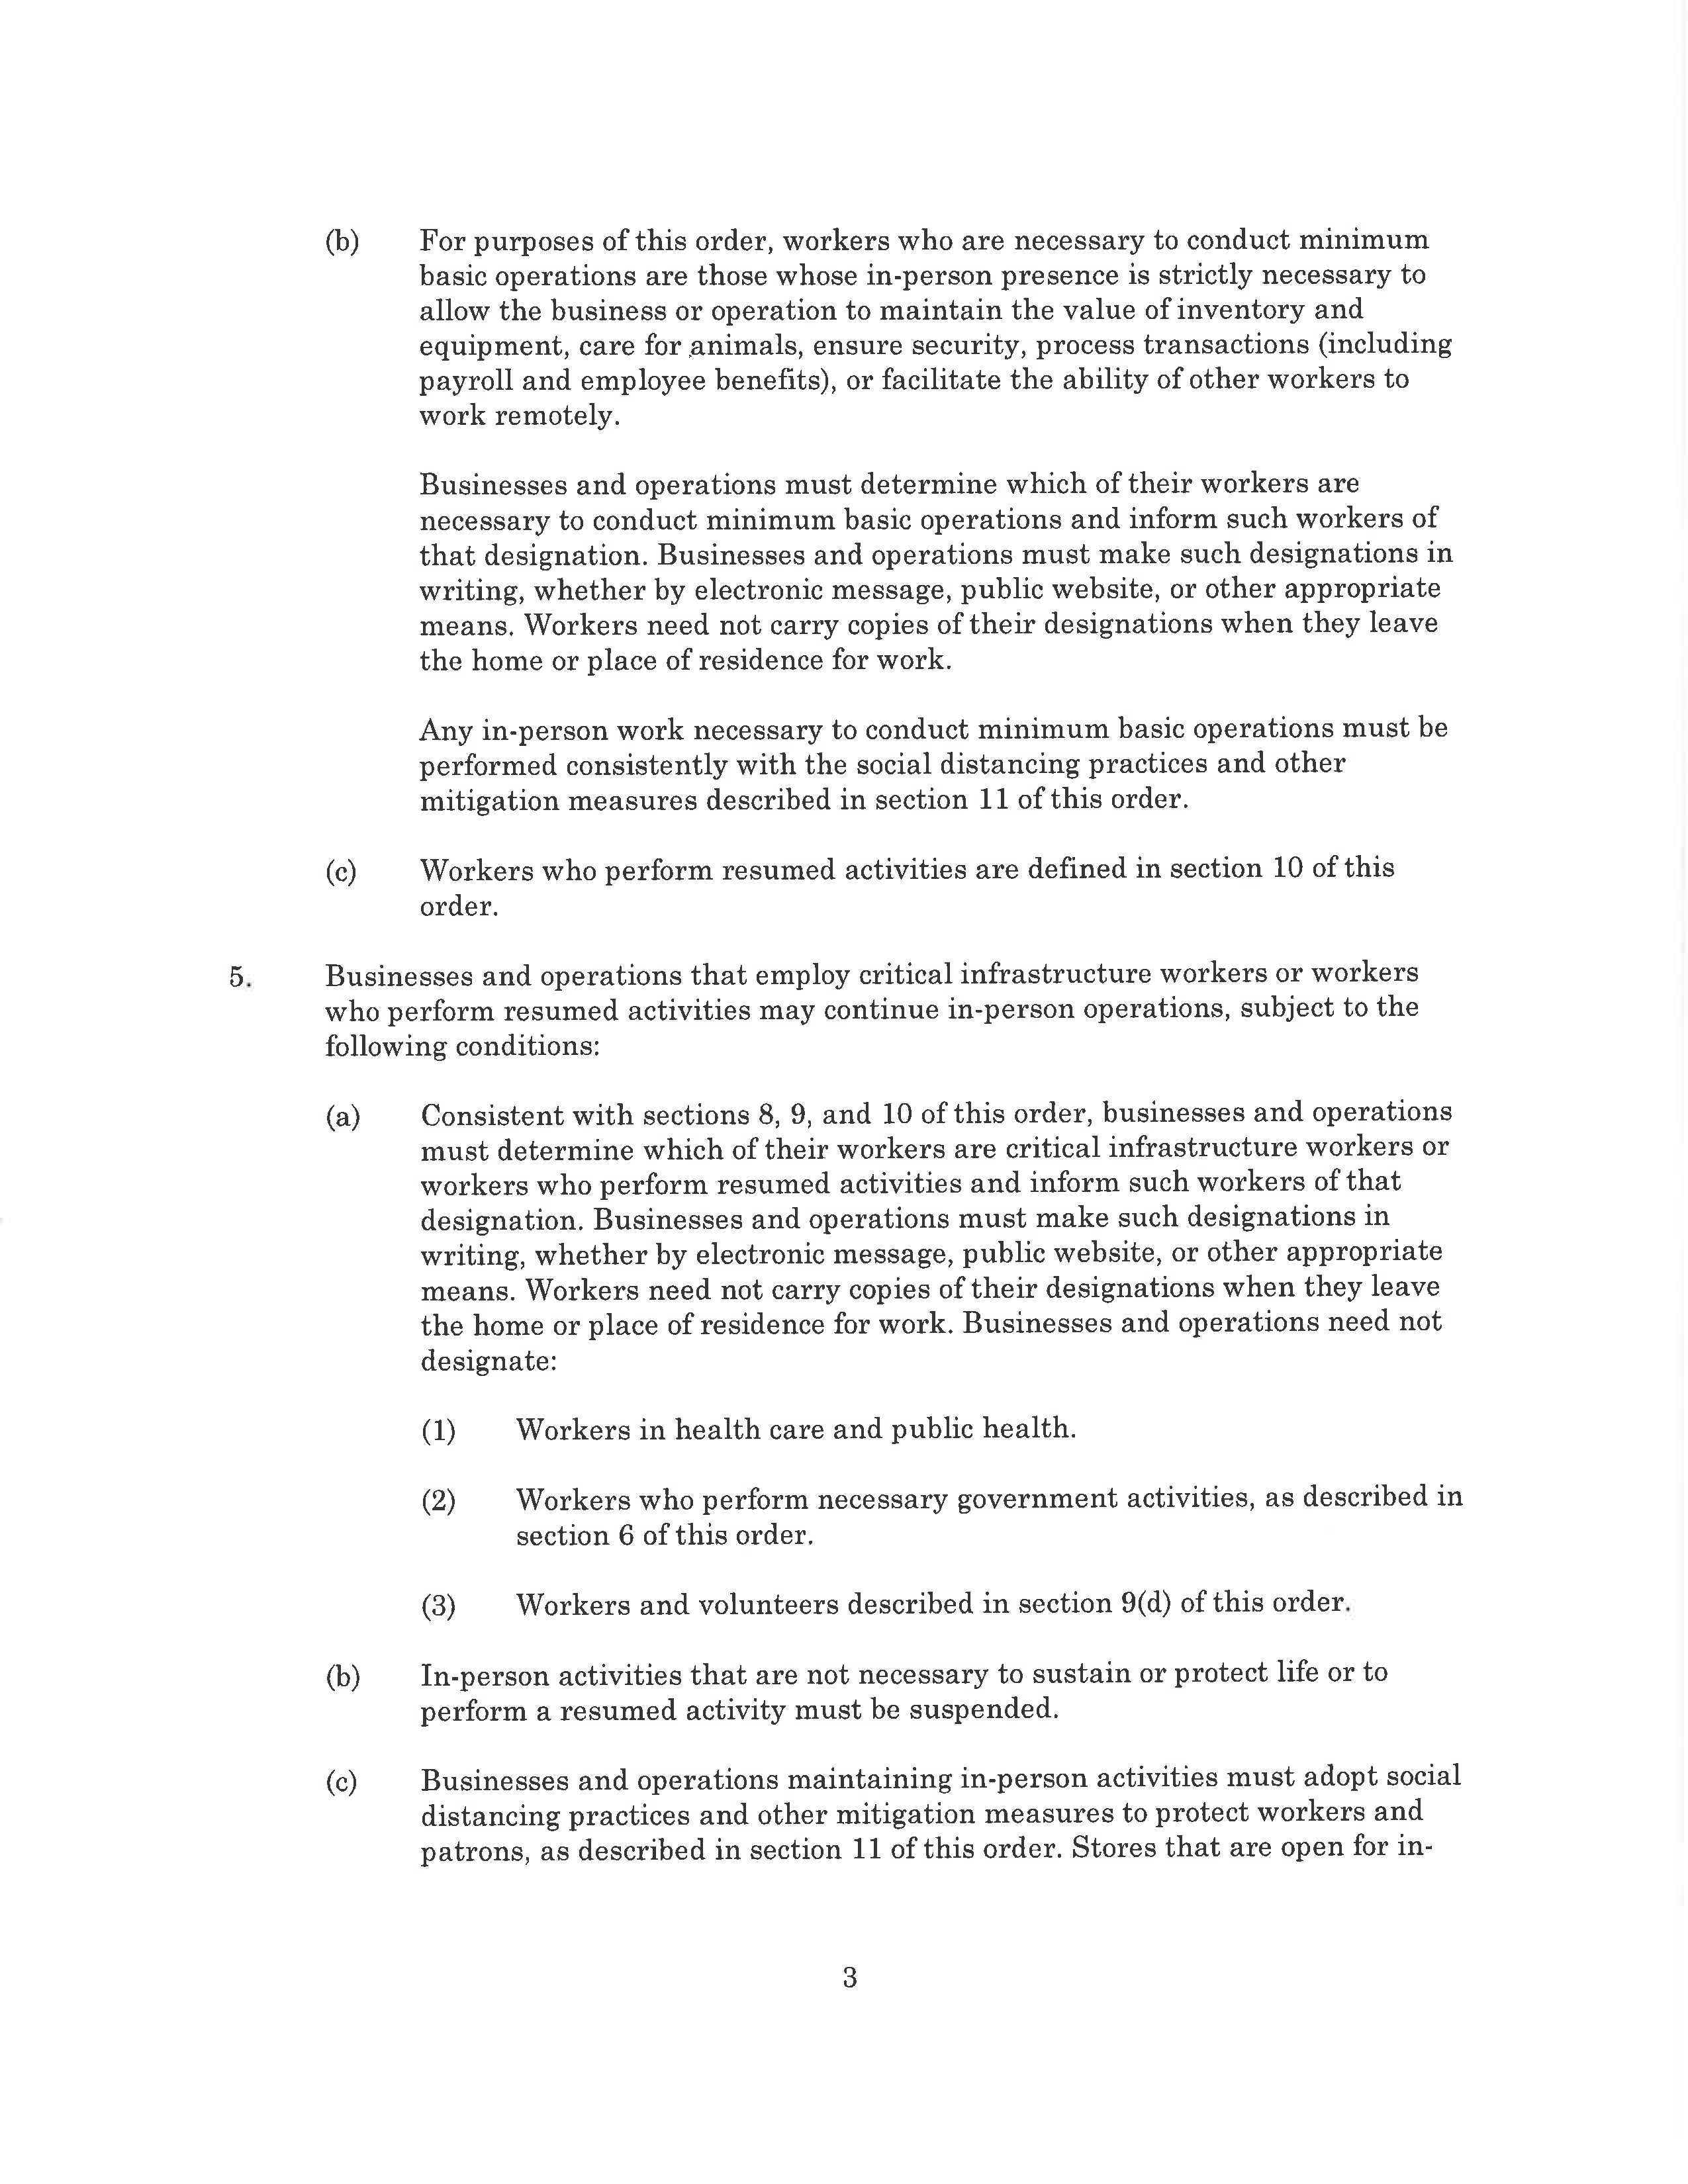 (b) For purposes of this order, workers who are necessary to conduct minimum
basic operations are those whose in-person presence is strictly necessary to
allow the business or operation to maintain the value of inventory and
equipment, care for animals, ensure security, process transactions (including
payroll and employee benefits), or facilitate the ability of other workers to
work remotely.
Businesses and operations must determine which of their workers are
necessary to conduct minimum basic operations and inform such workers of
that designation. Businesses and operations must make such designations in
writing, whether by electronic message, public website, or other appropriate
means. Workers need not carry copies of their designations when they leave
the home or place of residence for work.
Any in-person work necessary to conduct minimum basic operations must be
performed consistently with the social distancing practices and other
mitigation measures described in section 11 of this order.
(c) Workers who perform resumed activities are defined in section 10 of this
order.
5. Businesses and operations that employ critical infrastructure workers or workers
who perform resumed activities may continue in-person operations, subject to the
following conditions:
(a) Consistent with sections 8, 9, and 10 of this order, businesses and operations
must determine which of their workers are critical infrastructure workers or
workers who perform resumed activities and inform such workers of that
designation. Businesses and operations must make such designations in
writing, whether by electronic message, public website, or other appropriate
means. Workers need not carry copies of their designations when they leave
the home or place of residence for work. Businesses and operations need not
designate:
(1) Workers in health care and public health.
(2) Workers who perform necessary government activities, as described in
section 6 of this order.
(3) Workers and volunteers described in section 9(d) of this order.
(b) In-person activities that are not necessary to sustain or protect life or to
perform a resumed activity must be suspended.
(c) Businesses and operations maintaining in-person activities must adopt social
distancing practices and other mitigation measures to protect workers and
patrons, as described in section 11 of this order. Stores that are open for in-
3